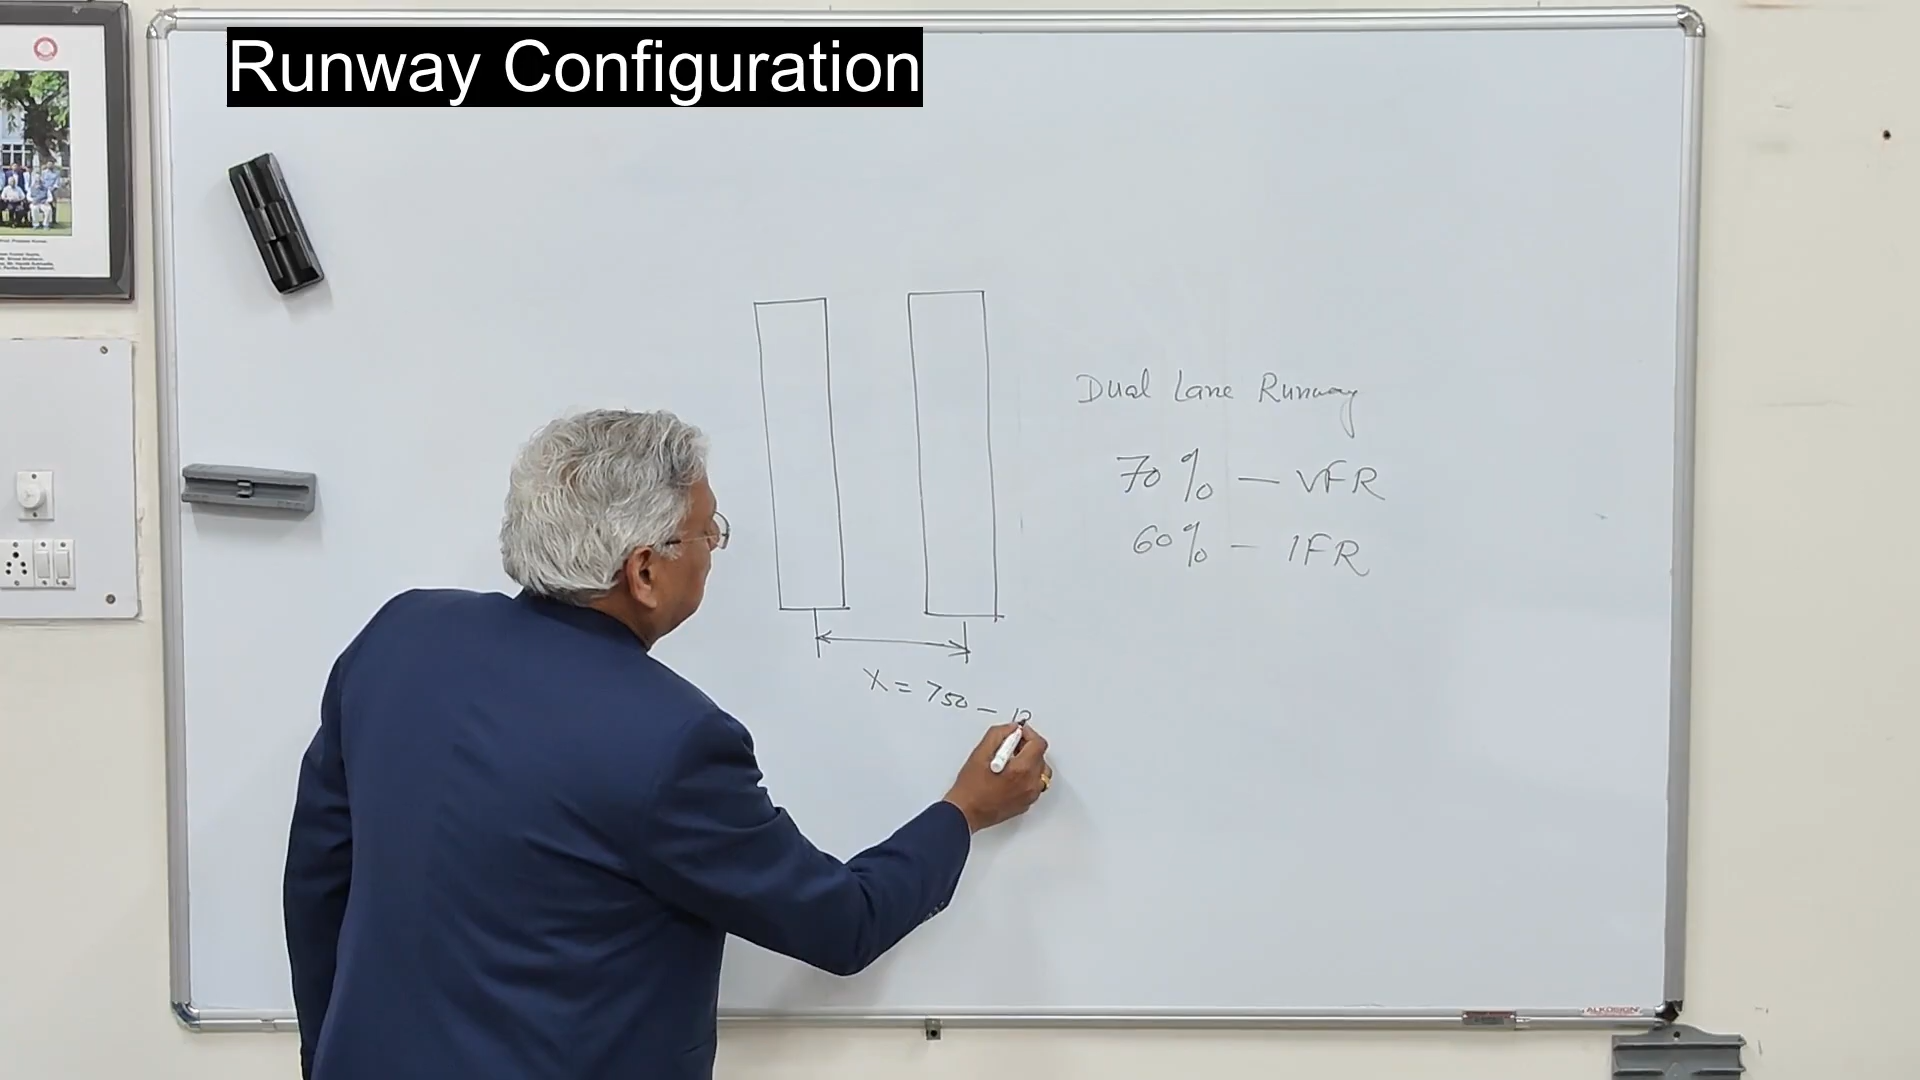 Runway Configuration
Dual Lane Runway
70% — VFR
60% — IFR
X = 750 –